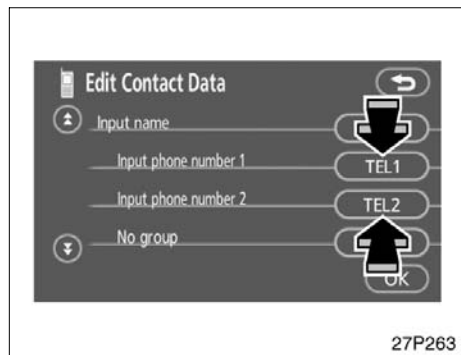 Edit Contact Data
Input name
Input phone number 1 TEL1
Input phone number 2 TEL2
No group
OK
27P263